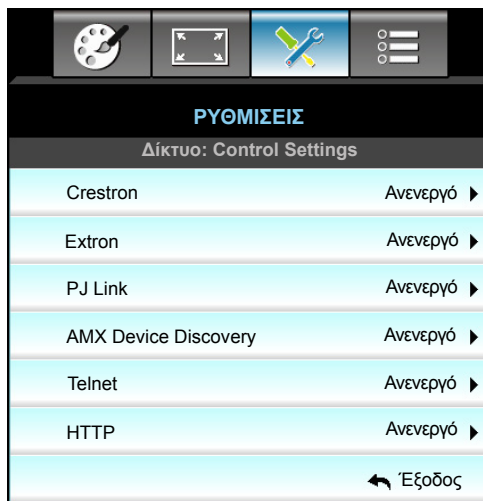 ΡΥΘΜΙΣΕΙΣ
Δίκτυο: Control Settings
Crestron Ανενεργό
Extron Ανενεργό
PJ Link Ανενεργό
AMX Device Discovery Ανενεργό
Telnet Ανενεργό
HTTP Ανενεργό
Έξοδος